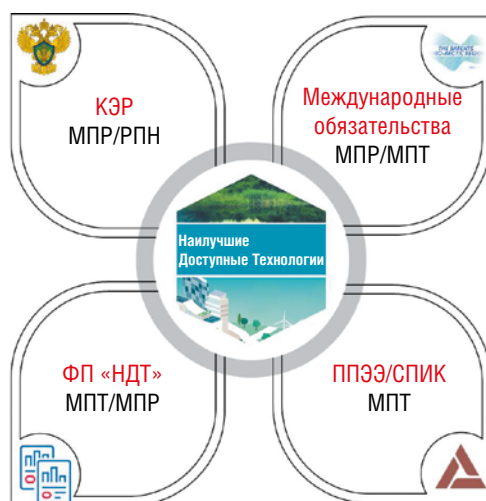 КЭР
МПР/РПН
Международные
обязательства
МПР/МПТ
Наилучшие
Доступные Технологии
ФП «НДТ»
МПТ/МПР
ППЭЭ/СПИК
МПТ